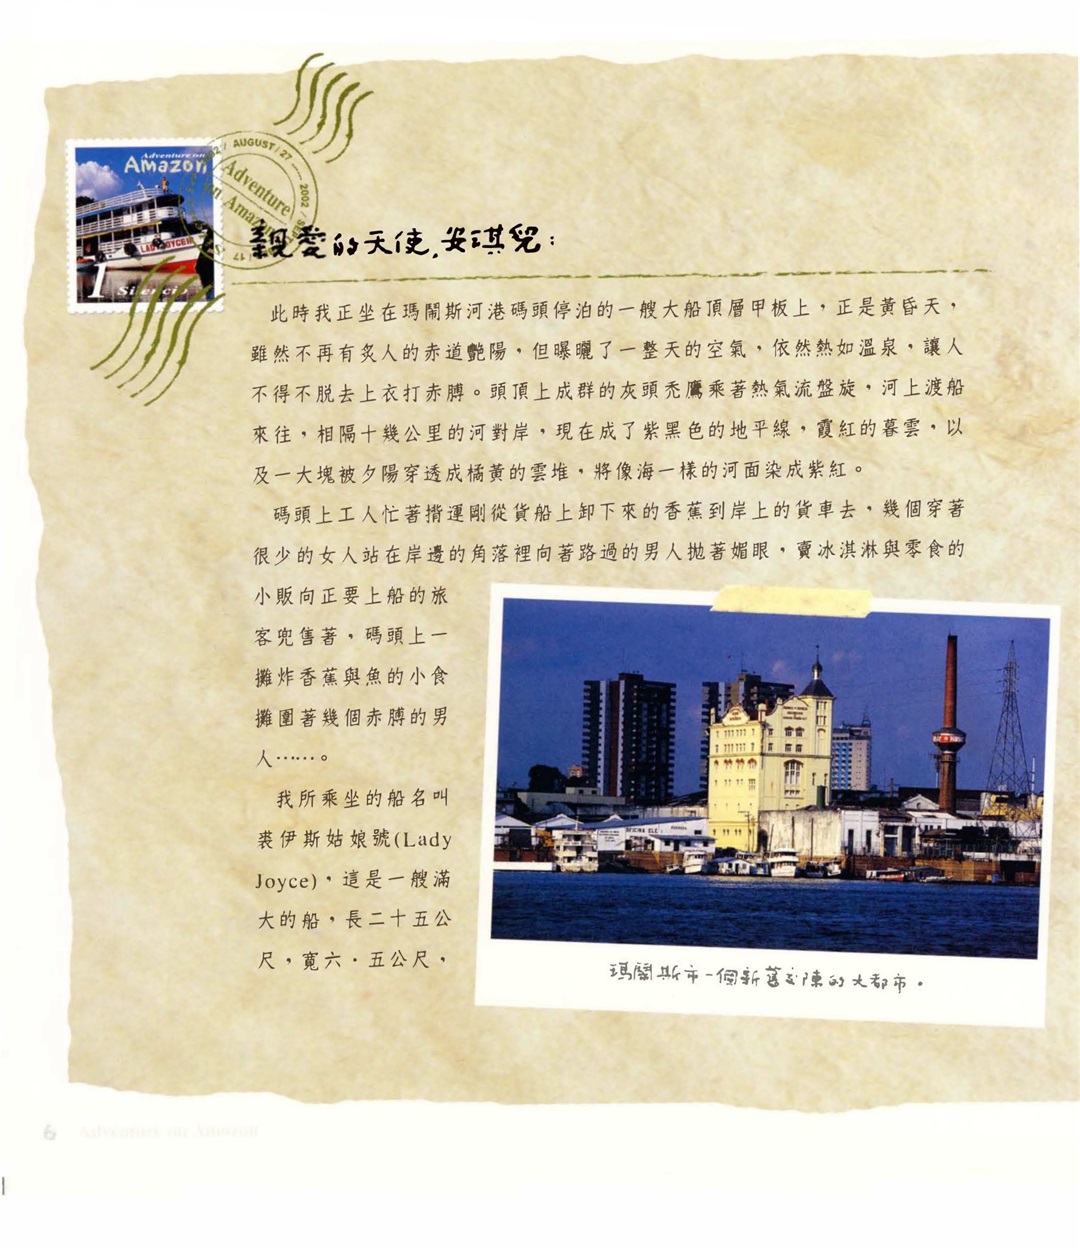 Adventure on
Amazon
LADY JOYCE
1
Silencio
AUGUST / 27
2002
Adventure
on Amazon
親愛的天使,安琪兒:
此時我正坐在瑪鬧斯河港碼頭停泊的一艘大船頂層甲板上,正是黃昏天,
雖然不再有炙人的赤道艷陽,但曝曬了一整天的空氣,依然熱如溫泉,讓人
不得不脫去上衣打赤膊。頭頂上成群的灰頭禿鷹乘著熱氣流盤旋,河上渡船
來往,相隔十幾公里的河對岸,現在成了紫黑色的地平線,霞紅的暮雲,以
及一大塊被夕陽穿透成橘黃的雲堆,將像海一樣的河面染成紫紅。
碼頭上工人忙著揹運剛從貨船上卸下來的香蕉到岸上的貨車去,幾個穿著
很少的女人站在岸邊的角落裡向著路過的男人拋著媚眼,賣冰淇淋與零食的
小販向正要上船的旅
客兜售著,碼頭上一
攤炸香蕉與魚的小食
攤圍著幾個赤膊的男
人……。
我所乘坐的船名叫
裘伊斯姑娘號(Lady
Joyce),這是一艘滿
大的船,長二十五公
尺,寬六.五公尺,
OFICINA ELE
瑪鬧斯市一個新舊並陳的大都市。
6 Adventure on Amazon